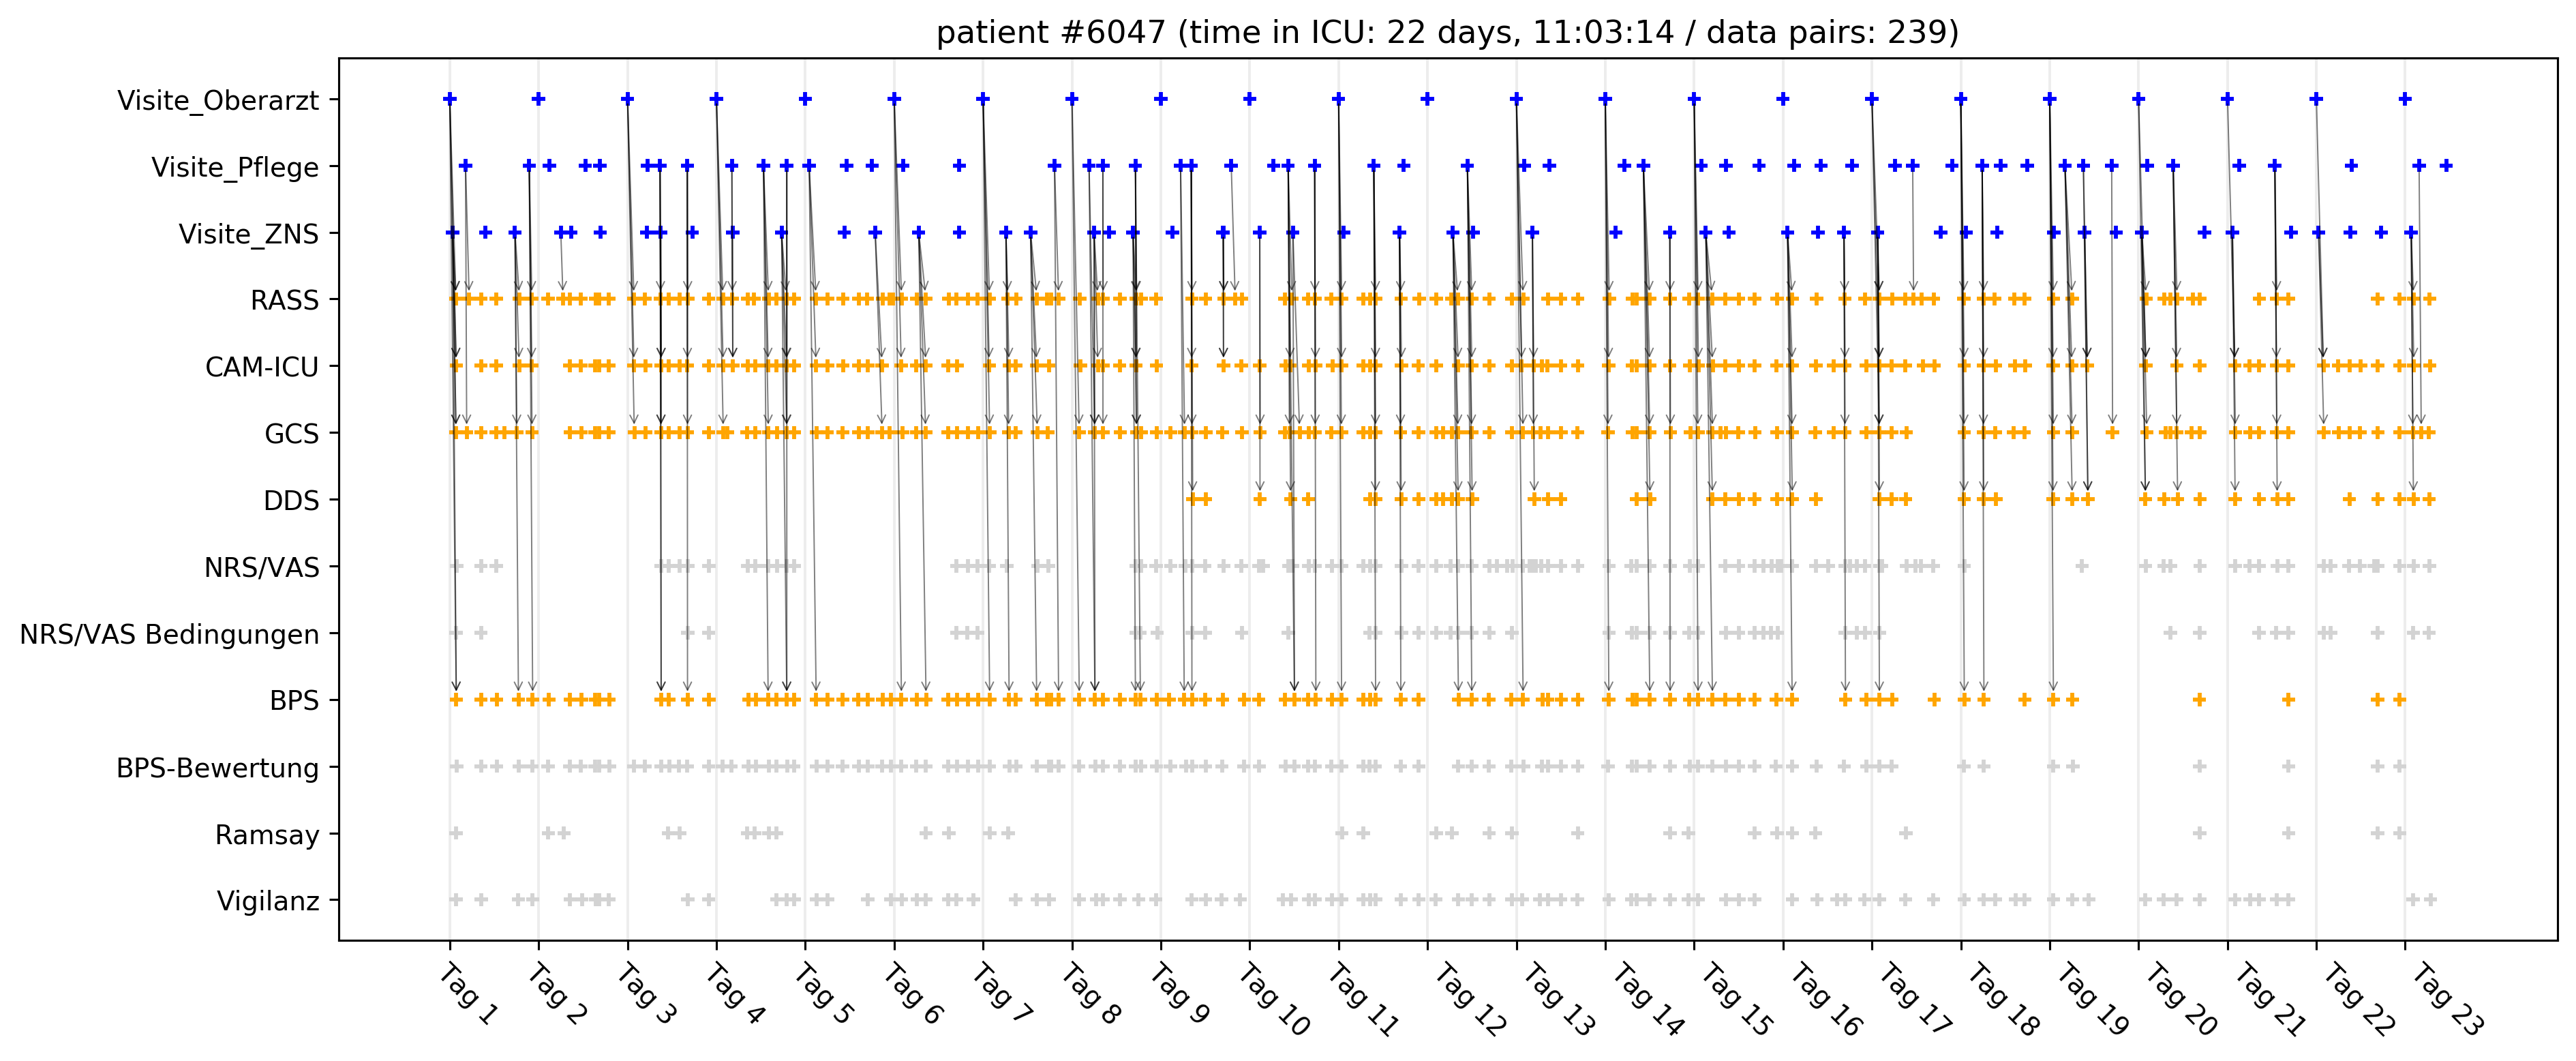 patient #6047 (time in ICU: 22 days, 11:03:14 / data pairs: 239)
Visite_Oberarzt
Visite_Pflege
Visite_ZNS
RASS
CAM-ICU
GCS
DDS
NRS/VAS
NRS/VAS Bedingungen
BPS
BPS-Bewertung
Ramsay
Vigilanz
Tag 1
Tag 2
Tag 3
Tag 4
Tag 5
Tag 6
Tag 7
Tag 8
Tag 9
Tag 10
Tag 11
Tag 12
Tag 13
Tag 14
Tag 15
Tag 16
Tag 17
Tag 18
Tag 19
Tag 20
Tag 21
Tag 22
Tag 23